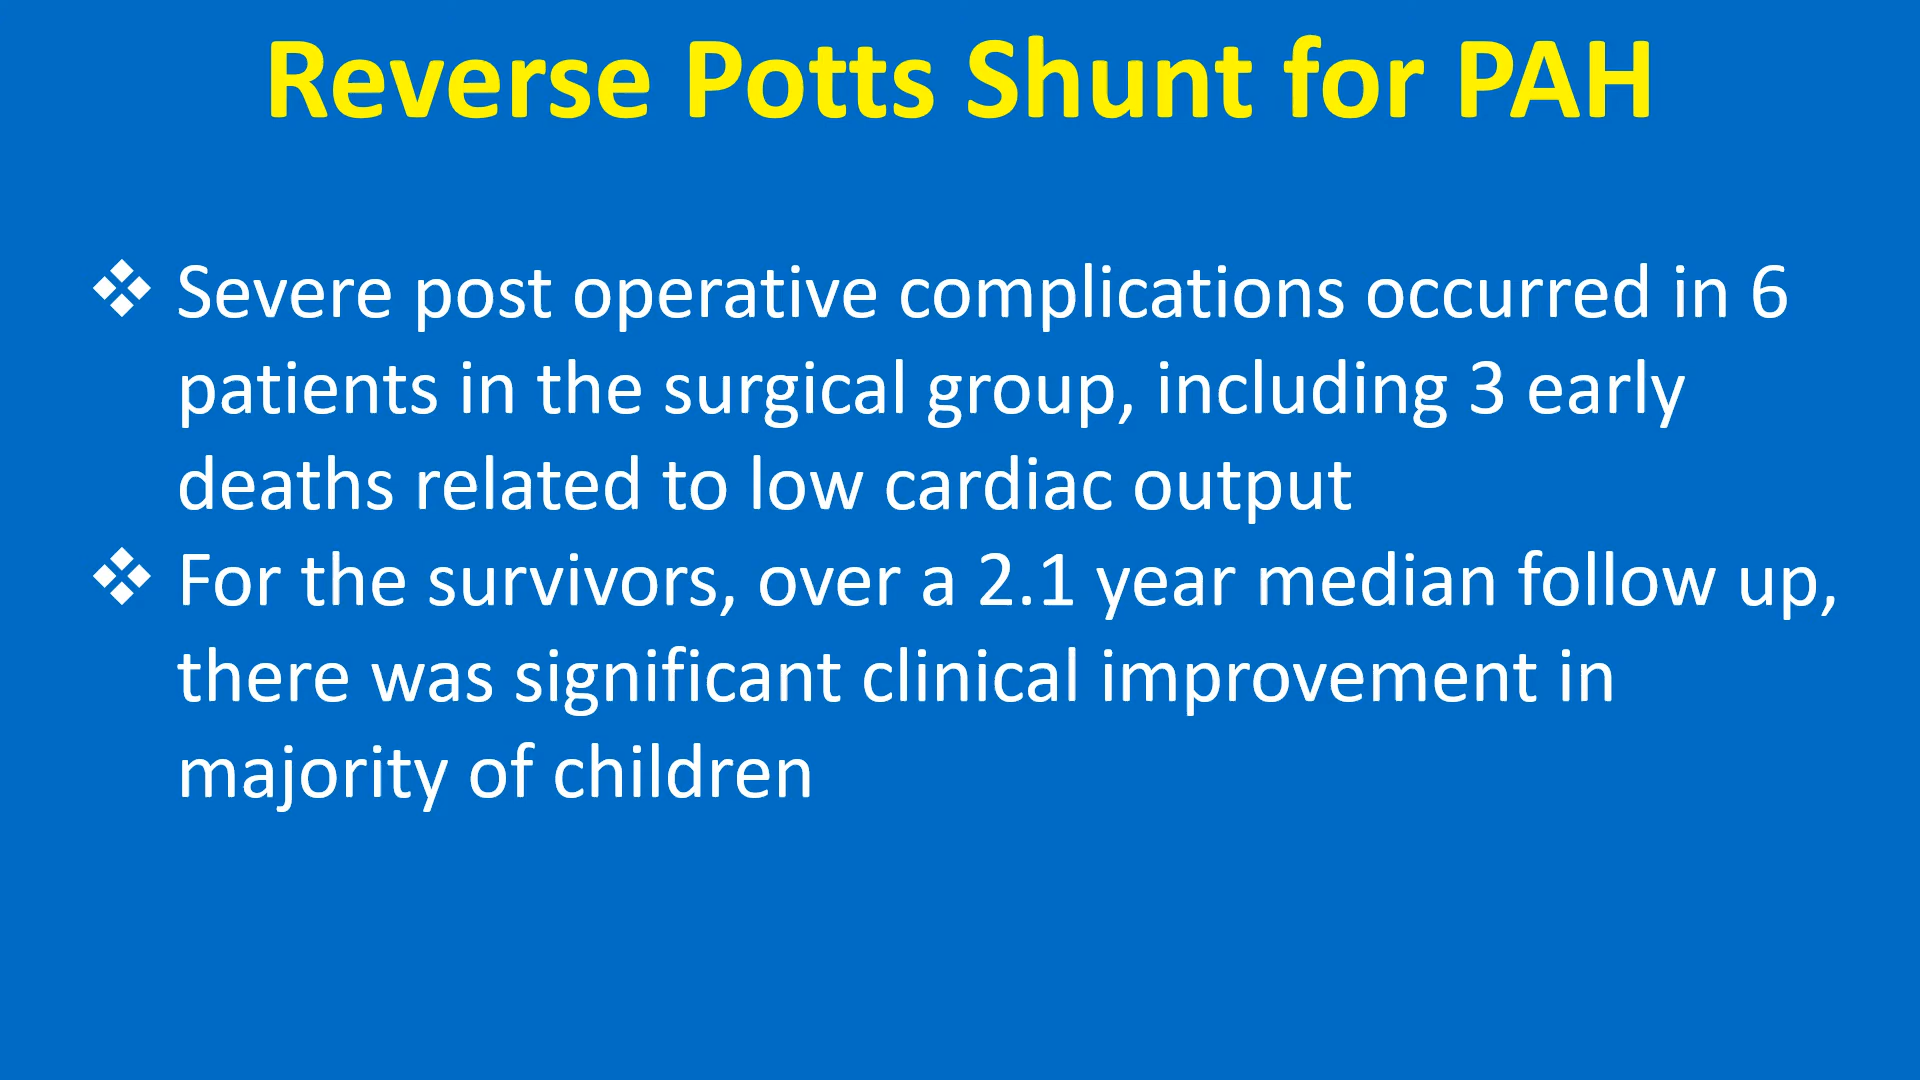 Reverse Potts Shunt for PAH
❖ Severe post operative complications occurred in 6
patients in the surgical group, including 3 early
deaths related to low cardiac output
❖ For the survivors, over a 2.1 year median follow up,
there was significant clinical improvement in
majority of children